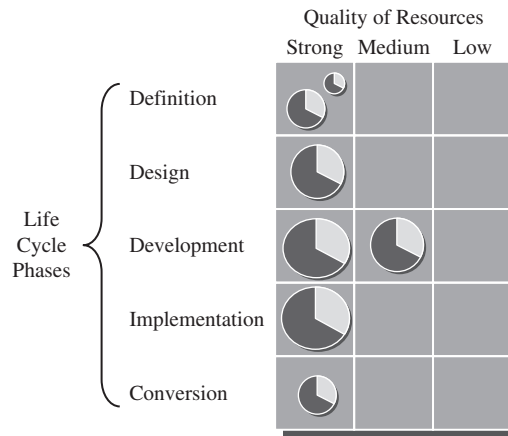 Quality of Resources
Strong Medium Low
Definition
Design
Life
Cycle
Phases
Development
Implementation
Conversion